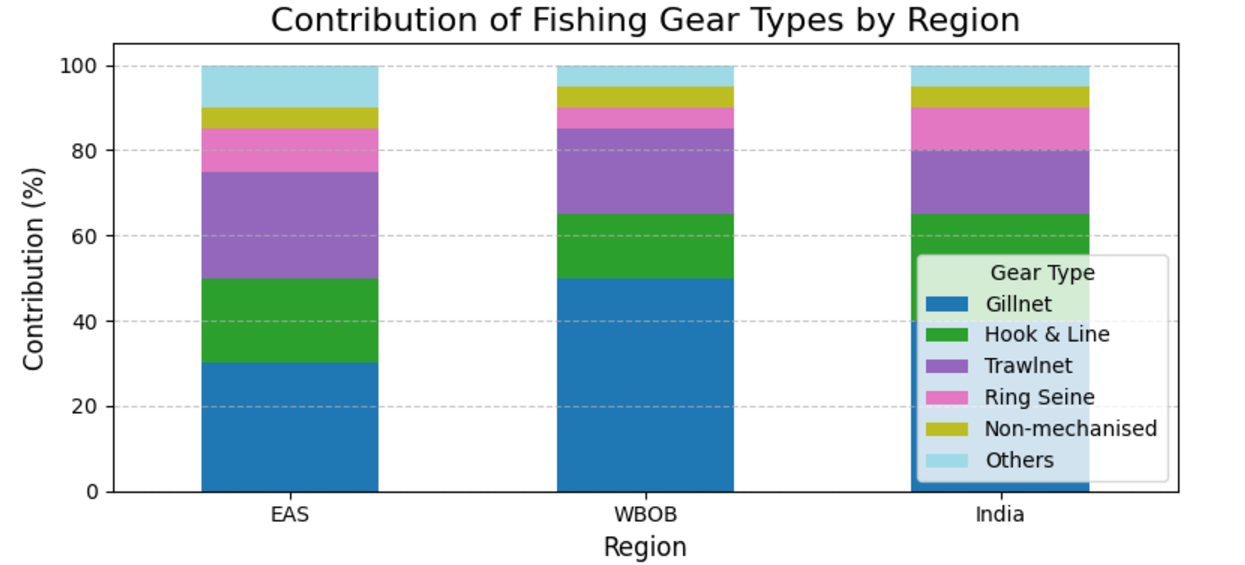 Contribution of Fishing Gear Types by Region
Contribution (%)
100
80
60
40
20
0
EAS
WBOB
India
Region
Gear Type
Gillnet
Hook & Line
Trawlnet
Ring Seine
Non-mechanised
Others